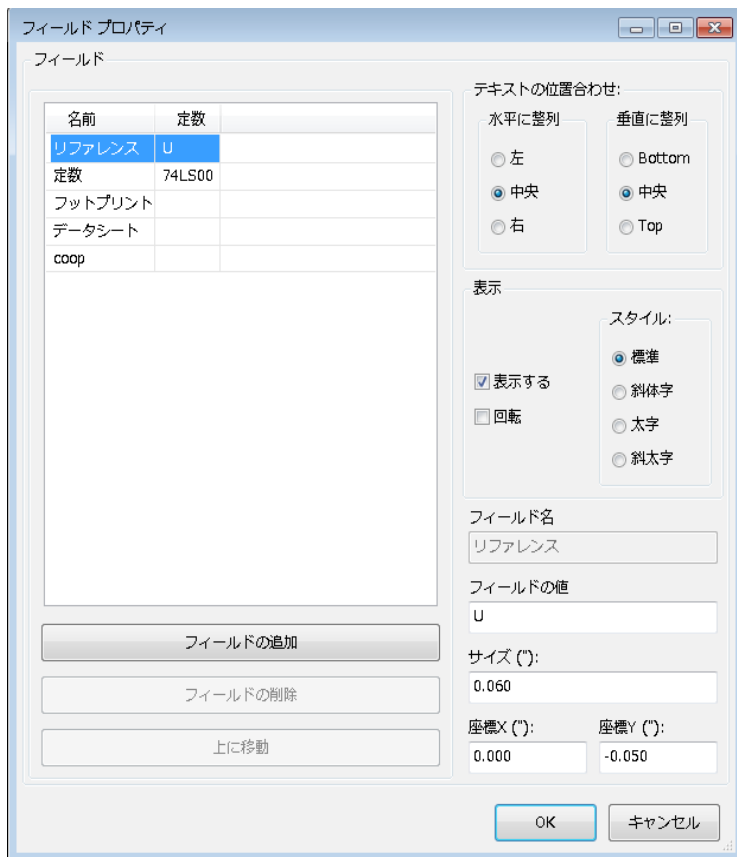 フィールド プロパティ
フィールド
名前 定数
リファレンス U
定数 74LS00
フットプリント
データシート
coop
フィールドの追加
フィールドの削除
上に移動
テキストの位置合わせ:
水平に整列
左
中央
右
垂直に整列
Bottom
中央
Top
表示
表示する
回転
スタイル:
標準
斜体字
太字
斜太字
フィールド名
リファレンス
フィールドの値
U
サイズ ("):
0.060
座標X ("): 座標Y ("):
0.000 -0.050
OK キャンセル